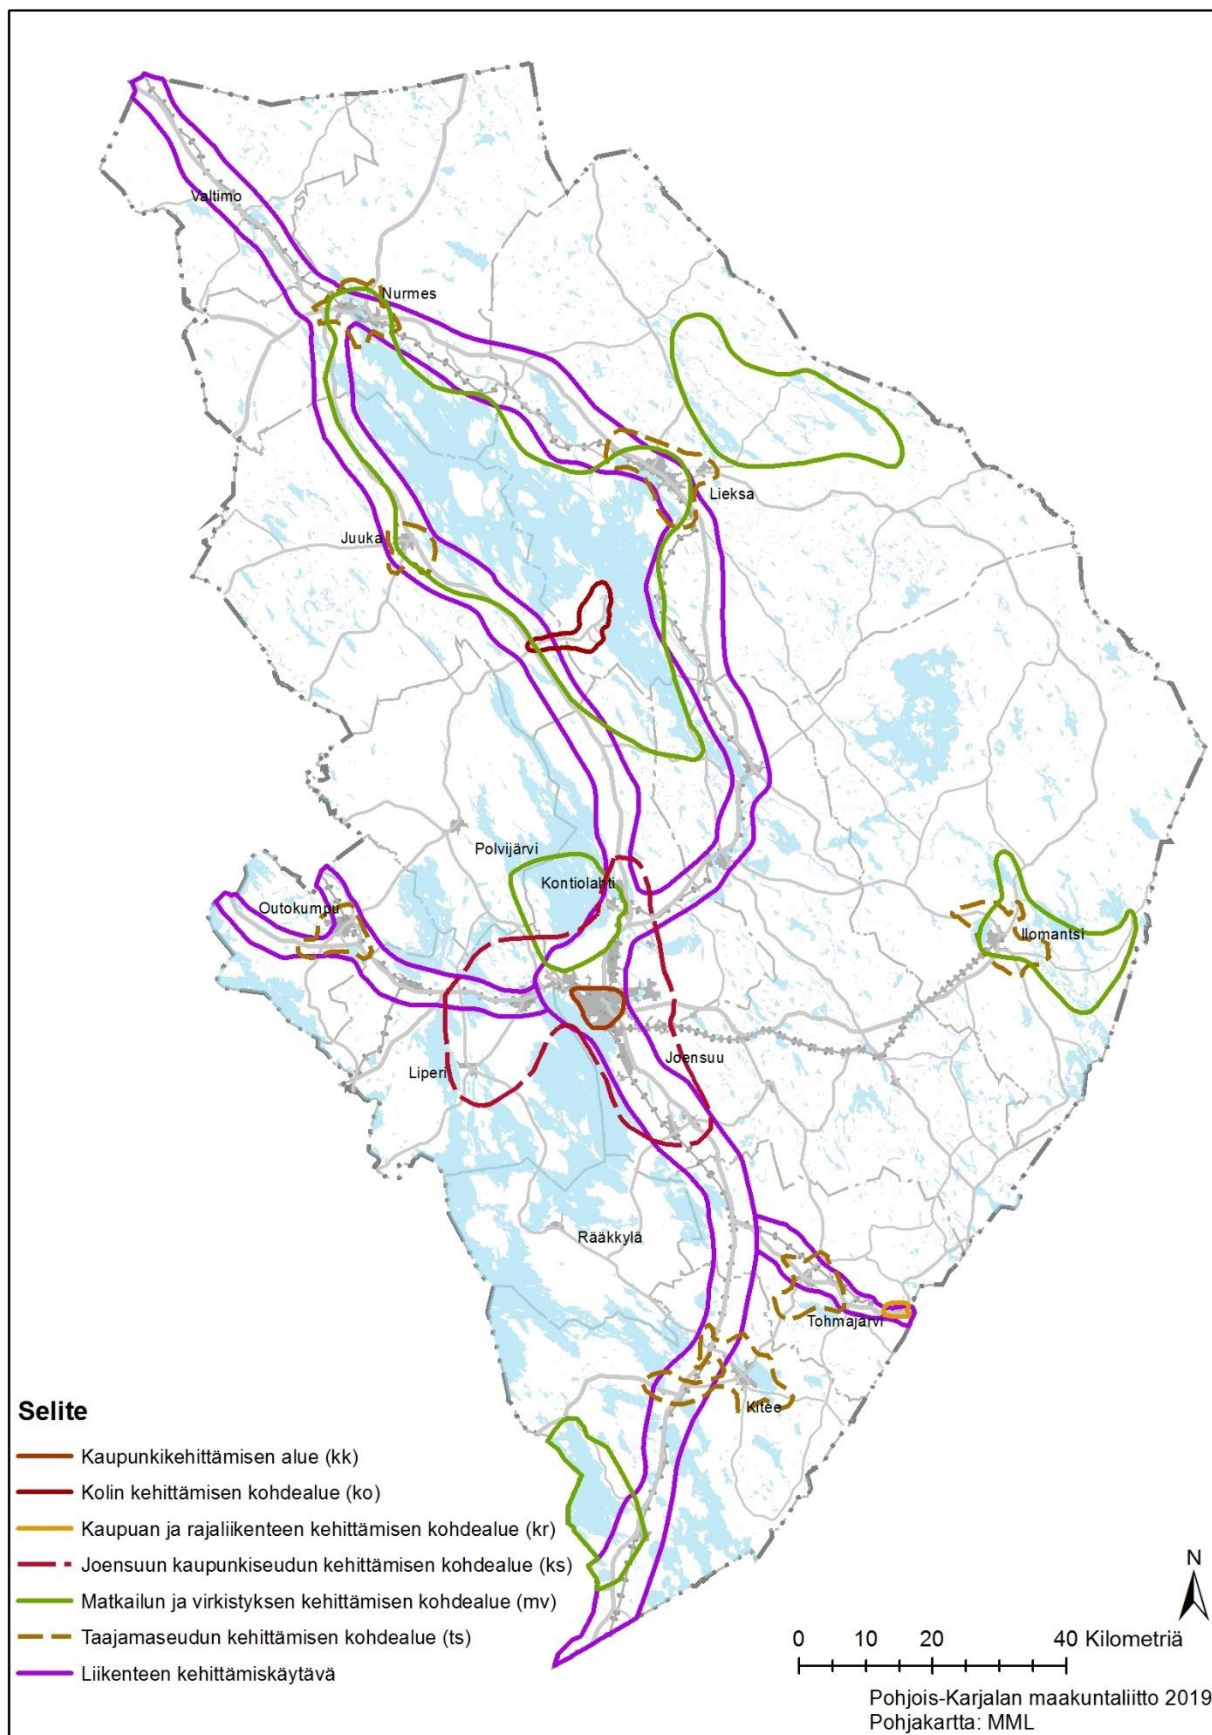 Valtimo
Nurmes
Lieksa
Juuka
Polvijärvi
Kontiolahti
Outokumpu
Ilomantsi
Joensuu
Liperi
Rääkkylä
Tohmajärvi
Kitee
Selite
Kaupunkikehittämisen alue (kk)
Kolin kehittämisen kohdealue (ko)
Kaupuan ja rajaliikenteen kehittämisen kohdealue (kr)
Joensuun kaupunkiseudun kehittämisen kohdealue (ks)
Matkailun ja virkistyksen kehittämisen kohdealue (mv)
Taajamaseudun kehittämisen kohdealue (ts)
Liikenteen kehittämiskäytävä
N
0 10 20 40 Kilometriä
Pohjois-Karjalan maakuntaliitto 2019
Pohjakartta: MML